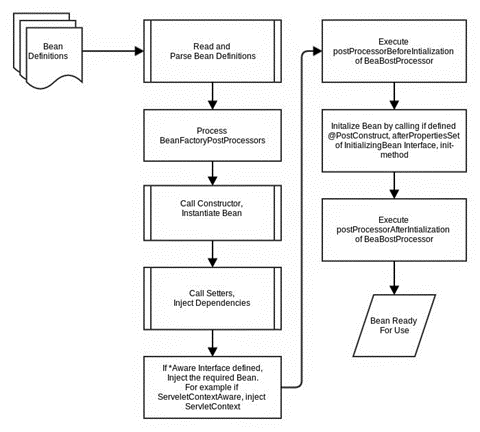 Bean
Definitions
Read and
Parse Bean Definitions
Process
BeanFactoryPostProcessors
Call Constructor,
Instantiate Bean
Call Setters,
Inject Dependencies
If *Aware Interface defined,
Inject the required Bean.
For example if
ServeletContextAware, inject
ServletContext
Execute
postProcessorBeforeIntialization
of BeaBostProcessor
Initalize Bean by calling if defined
@PostConstruct, afterPropertiesSet
of InitializingBean Interface, init-
method
Execute
postProcessorAfterIntialization
of BeaBostProcessor
Bean Ready
For Use